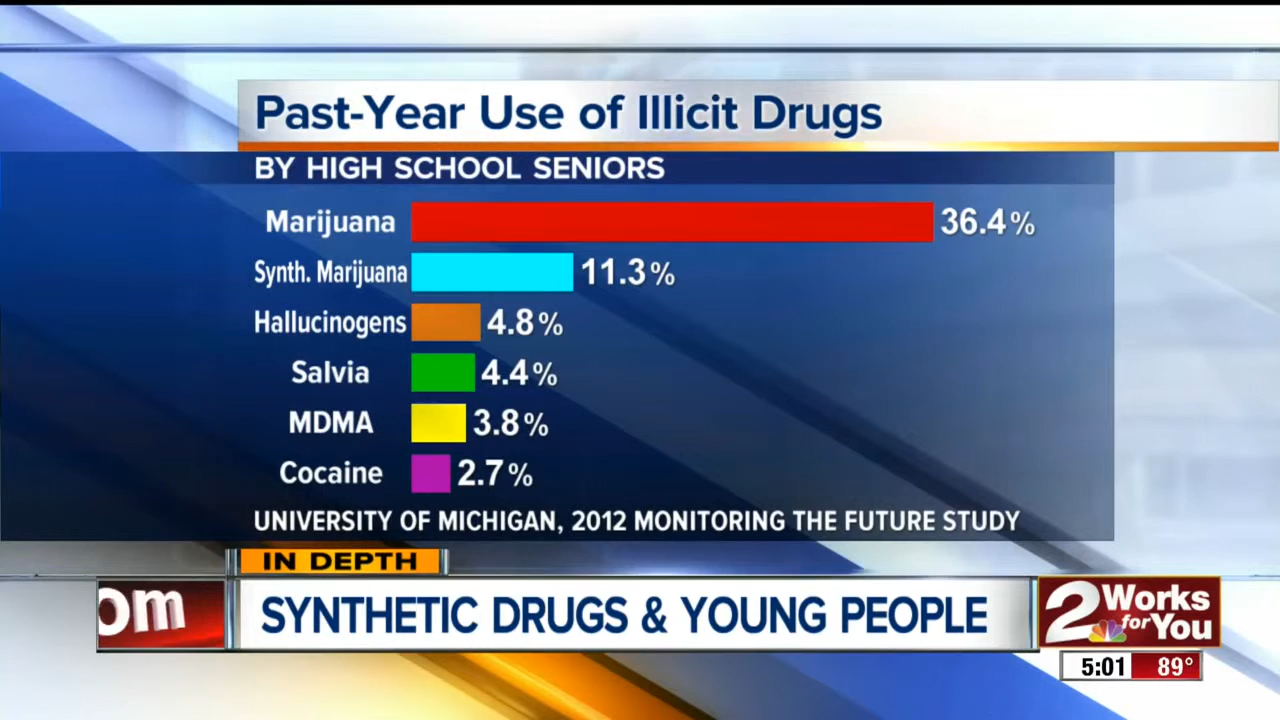 Past-Year Use of Illicit Drugs
BY HIGH SCHOOL SENIORS
Marijuana 36.4%
Synth. Marijuana 11.3%
Hallucinogens 4.8%
Salvia 4.4%
MDMA 3.8%
Cocaine 2.7%
UNIVERSITY OF MICHIGAN, 2012 MONITORING THE FUTURE STUDY
IN DEPTH
om
SYNTHETIC DRUGS & YOUNG PEOPLE
2 Works
for You
5:01 89°